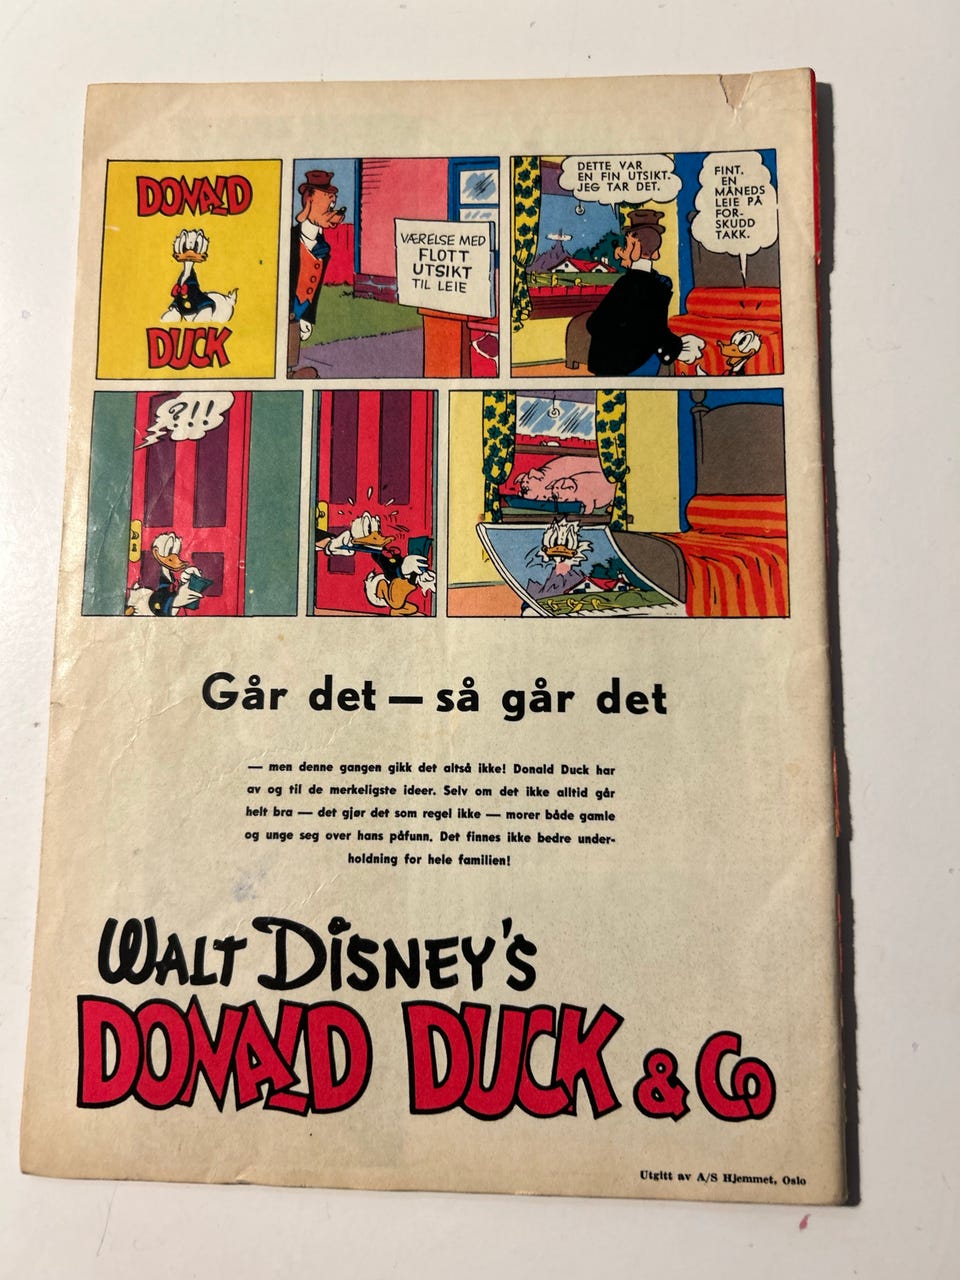 DONALD
DUCK
VÆRELSE MED
FLOTT
UTSIKT
TIL LEIE
DETTE VAR
EN FIN UTSIKT.
JEG TAR DET.
FINT.
EN
MÅNEDS
LEIE PÅ
FOR-
SKUDD
TAKK.
?!!
Går det — så går det
— men denne gangen gikk det altså ikke! Donald Duck har
av og til de merkeligste ideer. Selv om det ikke alltid går
helt bra — det gjør det som regel ikke — morer både gamle
og unge seg over hans påfunn. Det finnes ikke bedre under-
holdning for hele familien!
WALT DISNEY'S
DONALD DUCK & Co
Utgitt av A/S Hjemmet, Oslo